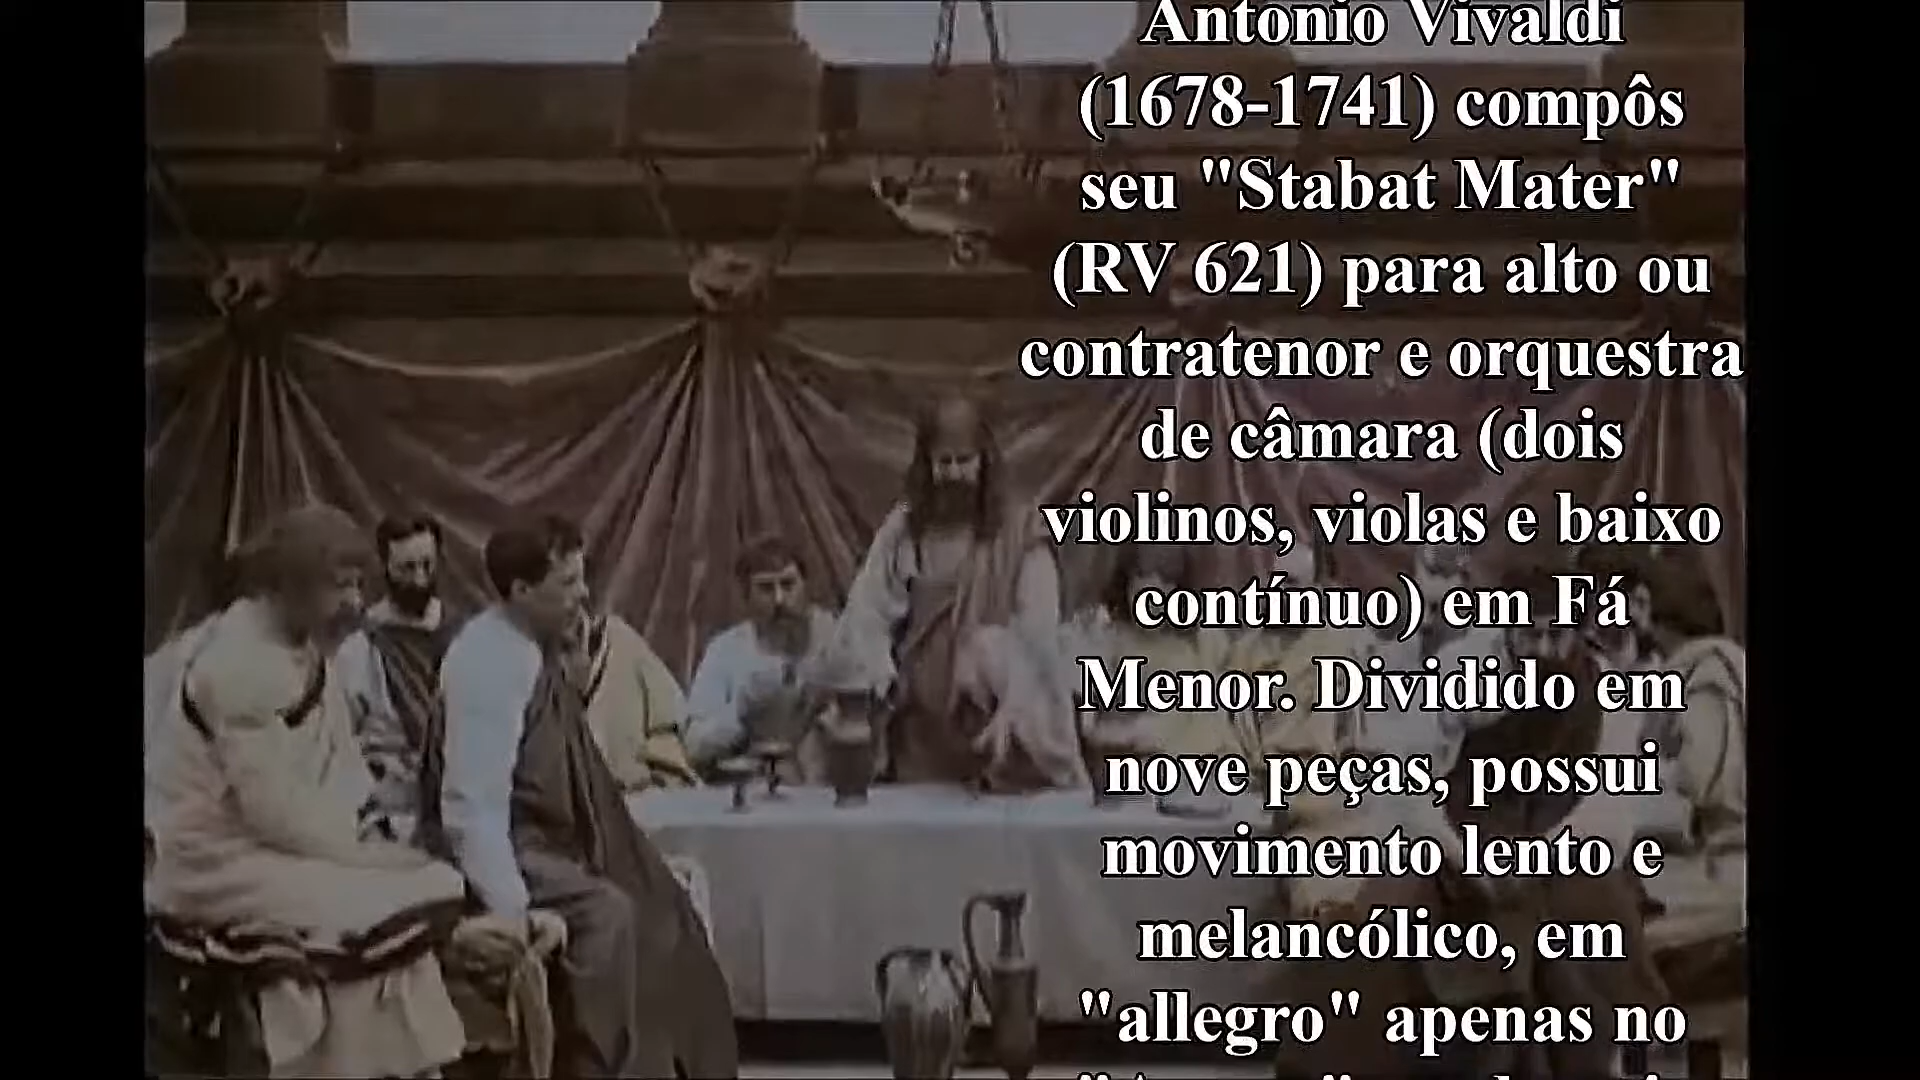 Antonio Vivaldi
(1678-1741) compôs
seu "Stabat Mater"
(RV 621) para alto ou
contratenor e orquestra
de câmara (dois
violinos, violas e baixo
contínuo) em Fá
Menor. Dividido em
nove peças, possui
movimento lento e
melancólico, em
"allegro" apenas no